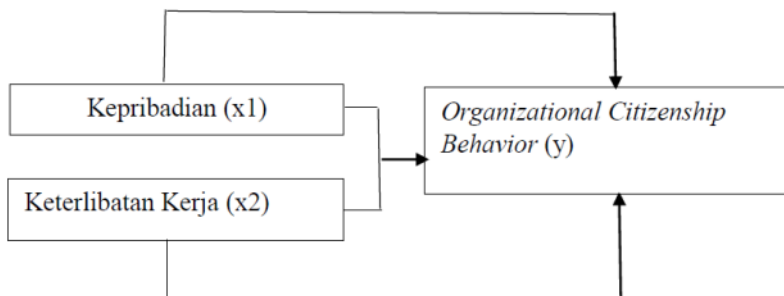 Kepribadian (x1)
Organizational Citizenship
Behavior (y)
Keterlibatan Kerja (x2)